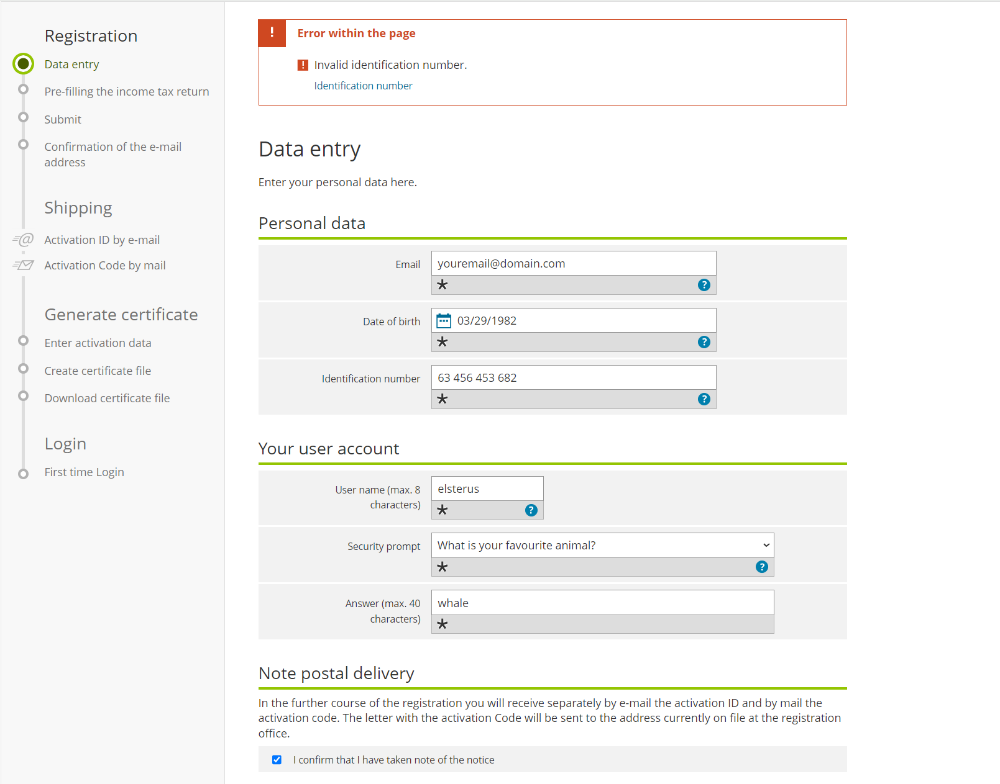 Registration
Data entry
Pre-filling the income tax return
Submit
Confirmation of the e-mail
address
Shipping
Activation ID by e-mail
Activation Code by mail
Generate certificate
Enter activation data
Create certificate file
Download certificate file
Login
First time Login
! Error within the page
! Invalid identification number.
Identification number
Data entry
Enter your personal data here.
Personal data
Email youremail@domain.com
* ?
Date of birth 03/29/1982
* ?
Identification number 63 456 453 682
* ?
Your user account
User name (max. 8
characters)
elsterus
* ?
Security prompt What is your favourite animal?
* ?
Answer (max. 40
characters)
whale
*
Note postal delivery
In the further course of the registration you will receive separately by e-mail the activation ID and by mail the
activation code. The letter with the activation Code will be sent to the address currently on file at the registration
office.
I confirm that I have taken note of the notice